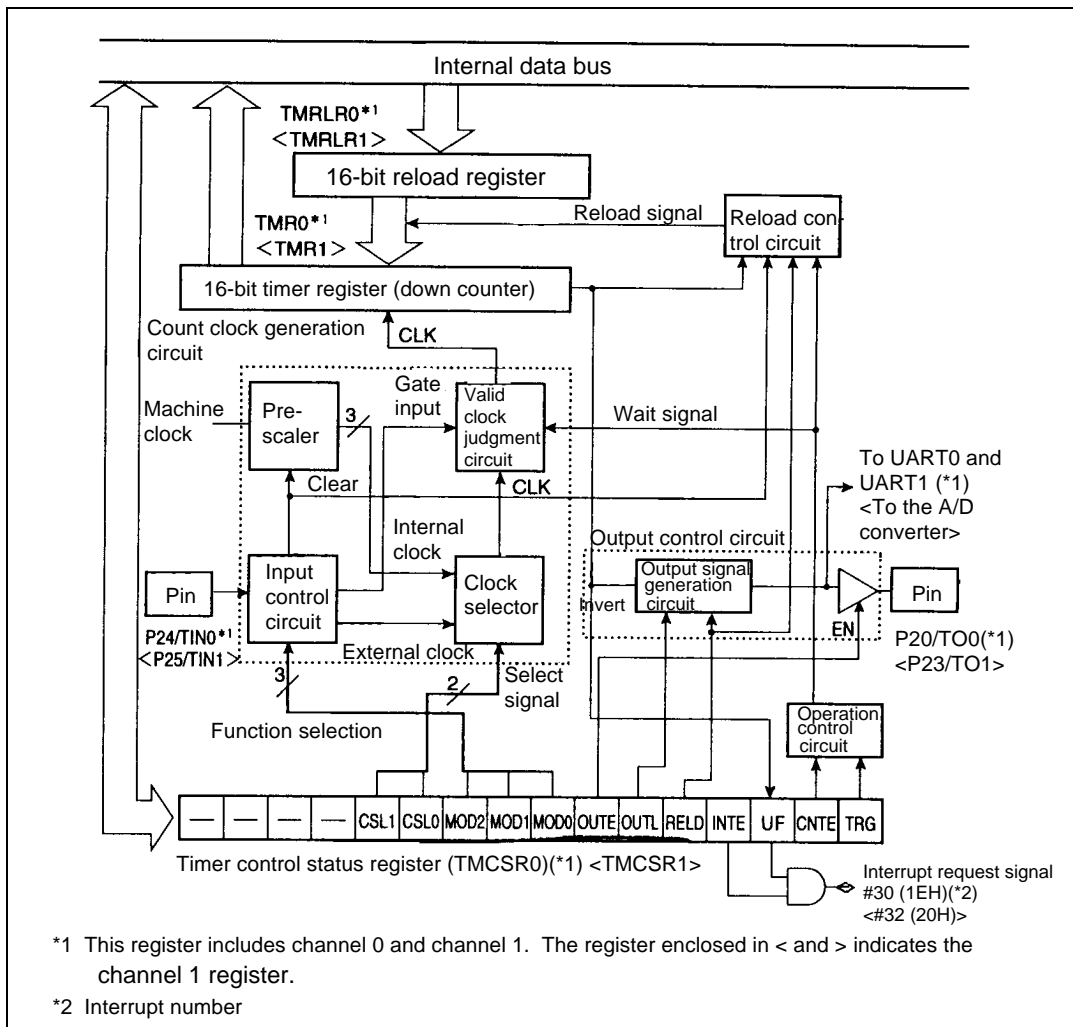 Internal data bus
TMRLR0*1
<TMRLR1>
16-bit reload register
Reload signal
Reload con-
trol circuit
TMR0*1
<TMR1>
16-bit timer register (down counter)
Count clock generation
circuit
CLK
Gate
input
Machine
clock
Pre-
scaler
3
Valid
clock
judgment
circuit
Wait signal
To UART0 and
UART1 (*1)
<To the A/D
converter>
Clear
CLK
Internal
clock
Output control circuit
Pin
Input
control
circuit
Clock
selector
Output signal
generation
circuit
Invert
EN
Pin
P24/TIN0*1
<P25/TIN1>
External clock
P20/TO0(*1)
<P23/TO1>
3
2
Select
signal
Function selection
Operation
control
circuit
— — — — CSL1 CSL0 MOD2 MOD1 MOD0 OUTE OUTL RELD INTE UF CNTE TRG
Timer control status register (TMCSR0)(*1) <TMCSR1>
Interrupt request signal
#30 (1EH)(*2)
<#32 (20H)>
*1 This register includes channel 0 and channel 1. The register enclosed in < and > indicates the
channel 1 register.
*2 Interrupt number